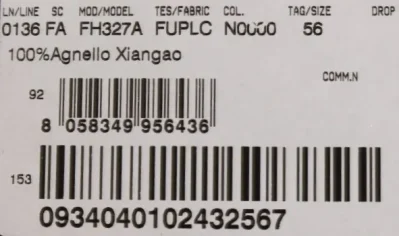 LN/LINE SC MOD/MODEL TES/FABRIC COL. TAG/SIZE DROP
0136 FA FH327A FUPLC N0000 56
100%Agnello Xiangao
COMM.N
92
8 058349 956436
153
0934040102432567